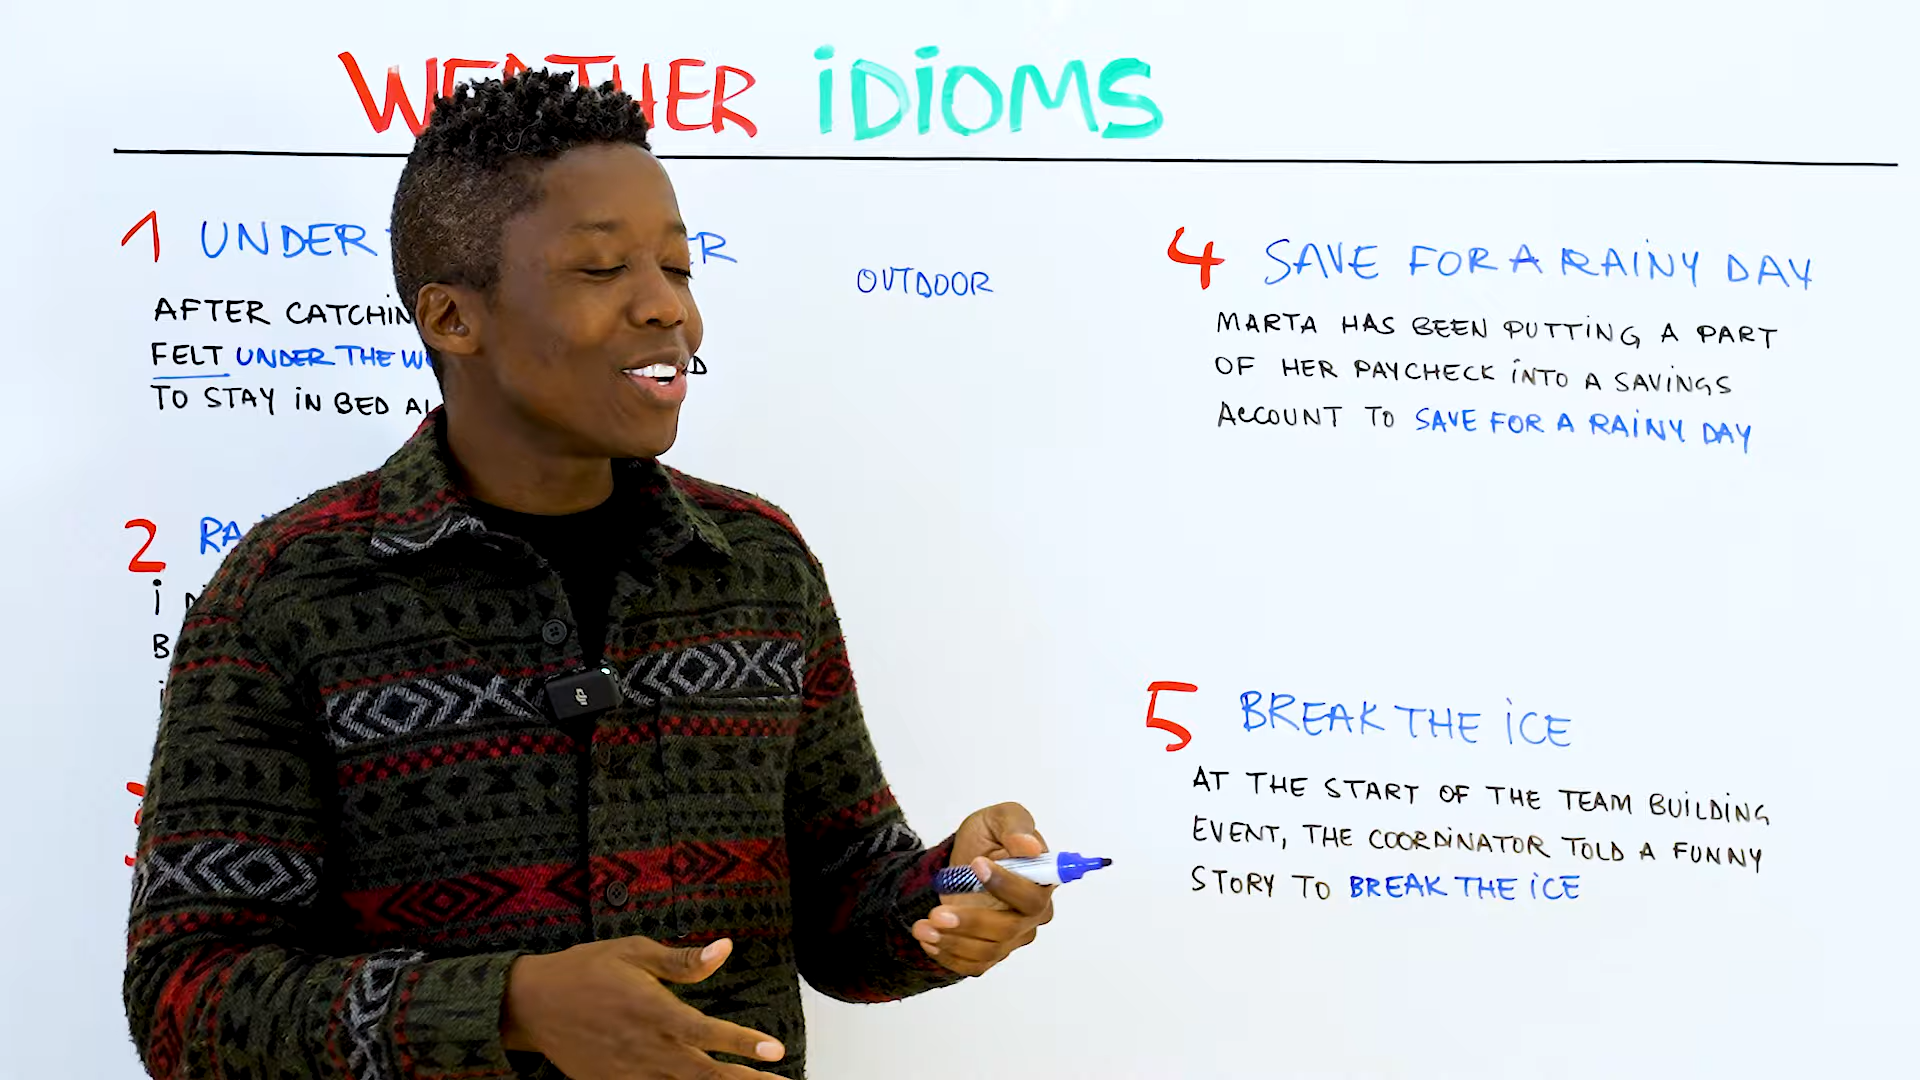 WEATHER iDiOMS
1 UNDER
OUTDOOR
AFTER CATCHiN
FELT UNDER THE WE
TO STAY iN BED AL
2 RA
i
B
4 SAVE FOR A RAiNY DAY
MARTA HAS BEEN PUTTiNG A PART
OF HER PAYCHECK iNTO A SAViNGS
ACCOUNT TO SAVE FOR A RAiNY DAY
5 BREAK THE iCE
AT THE START OF THE TEAM BUiLDiNG
EVENT, THE COORDiNATOR TOLD A FUNNY
STORY TO BREAK THE iCE